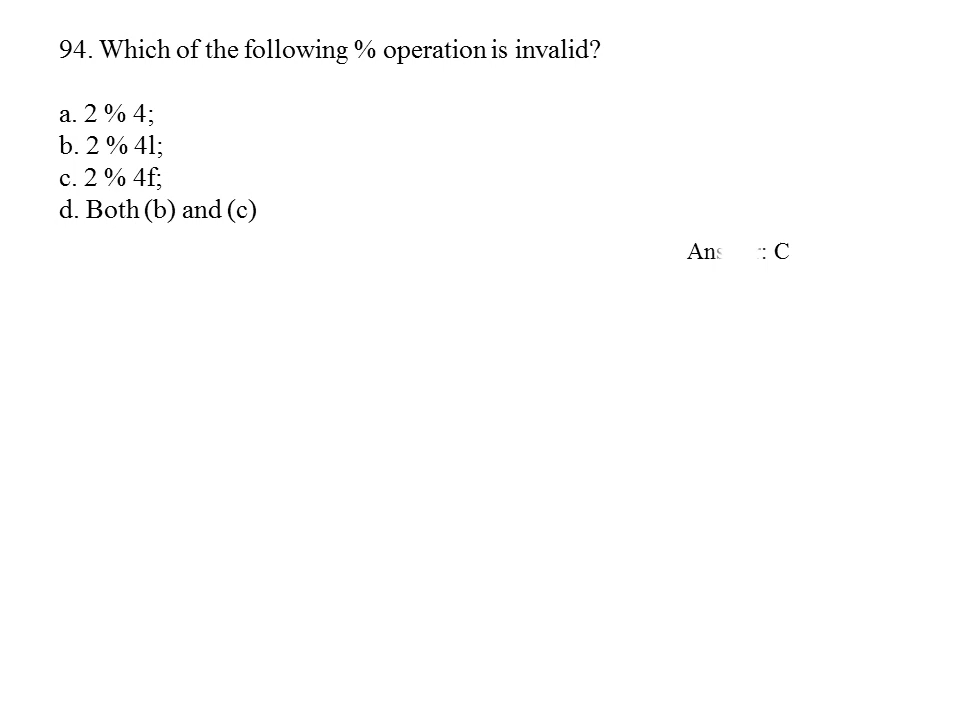 94. Which of the following % operation is invalid?
a. 2 % 4;
b. 2 % 4l;
c. 2 % 4f;
d. Both (b) and (c)
: C